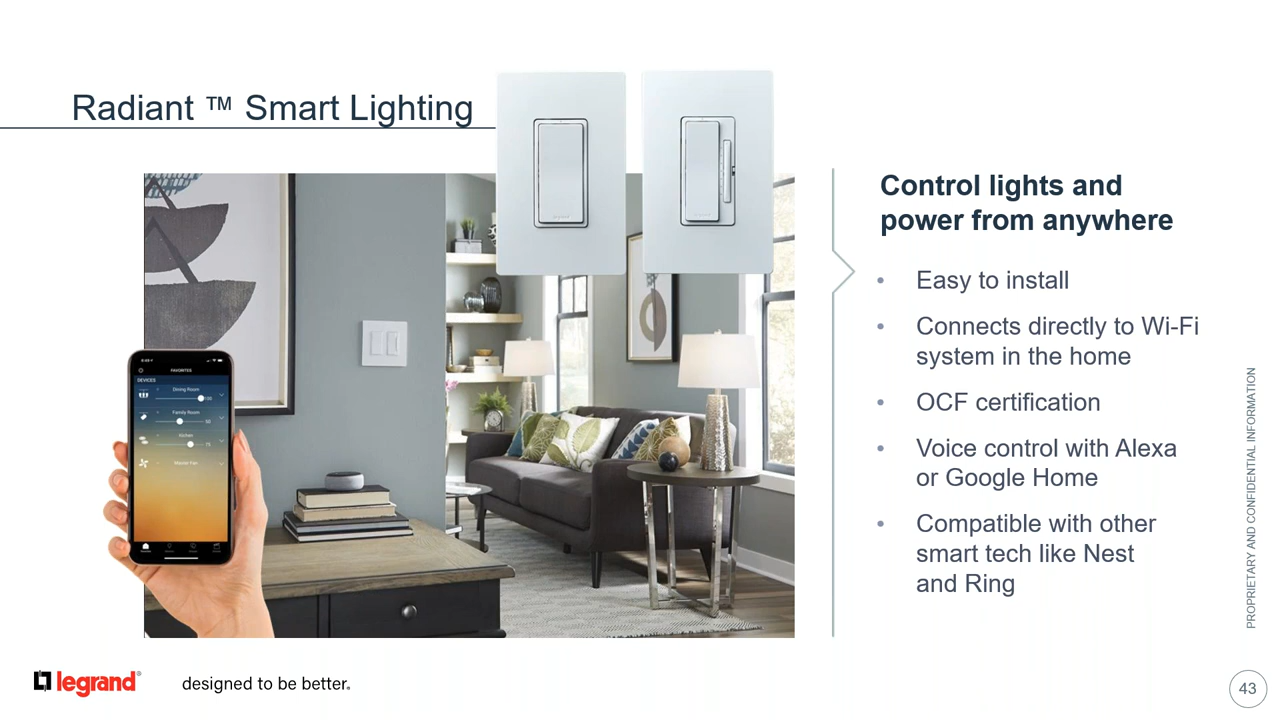 Radiant ™ Smart Lighting
Control lights and
power from anywhere
• Easy to install
• Connects directly to Wi-Fi
system in the home
• OCF certification
• Voice control with Alexa
or Google Home
• Compatible with other
smart tech like Nest
and Ring
FAVORITES
DEVICES
Dining Room
100
Family Room
50
Kitchen
75
PROPRIETARY AND CONFIDENTIAL INFORMATION
legrand®
designed to be better.
43